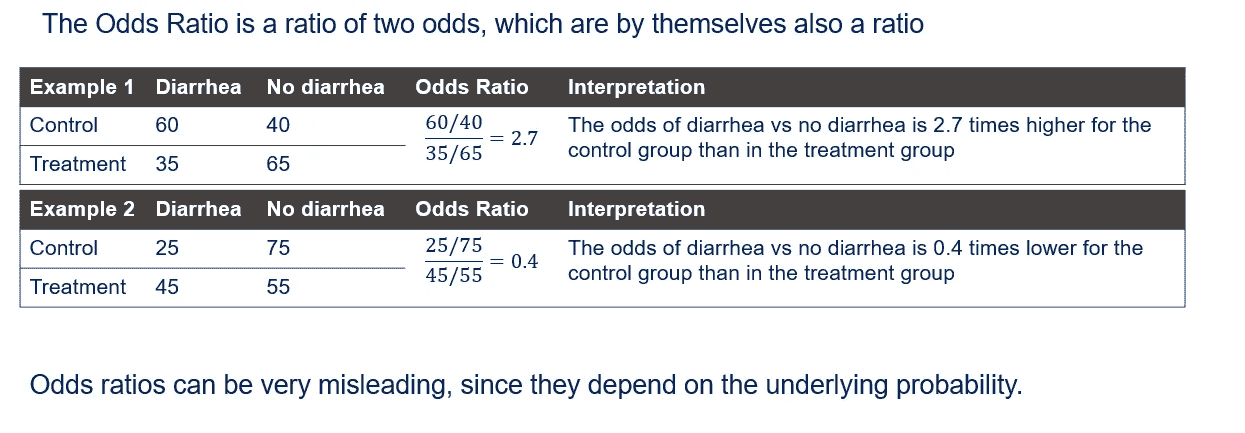 The Odds Ratio is a ratio of two odds, which are by themselves also a ratio
Example 1 Diarrhea No diarrhea Odds Ratio Interpretation
Control 60 40 60/40 / 35/65 = 2.7 The odds of diarrhea vs no diarrhea is 2.7 times higher for the
control group than in the treatment group
Treatment 35 65
Example 2 Diarrhea No diarrhea Odds Ratio Interpretation
Control 25 75 25/75 / 45/55 = 0.4 The odds of diarrhea vs no diarrhea is 0.4 times lower for the
control group than in the treatment group
Treatment 45 55
Odds ratios can be very misleading, since they depend on the underlying probability.